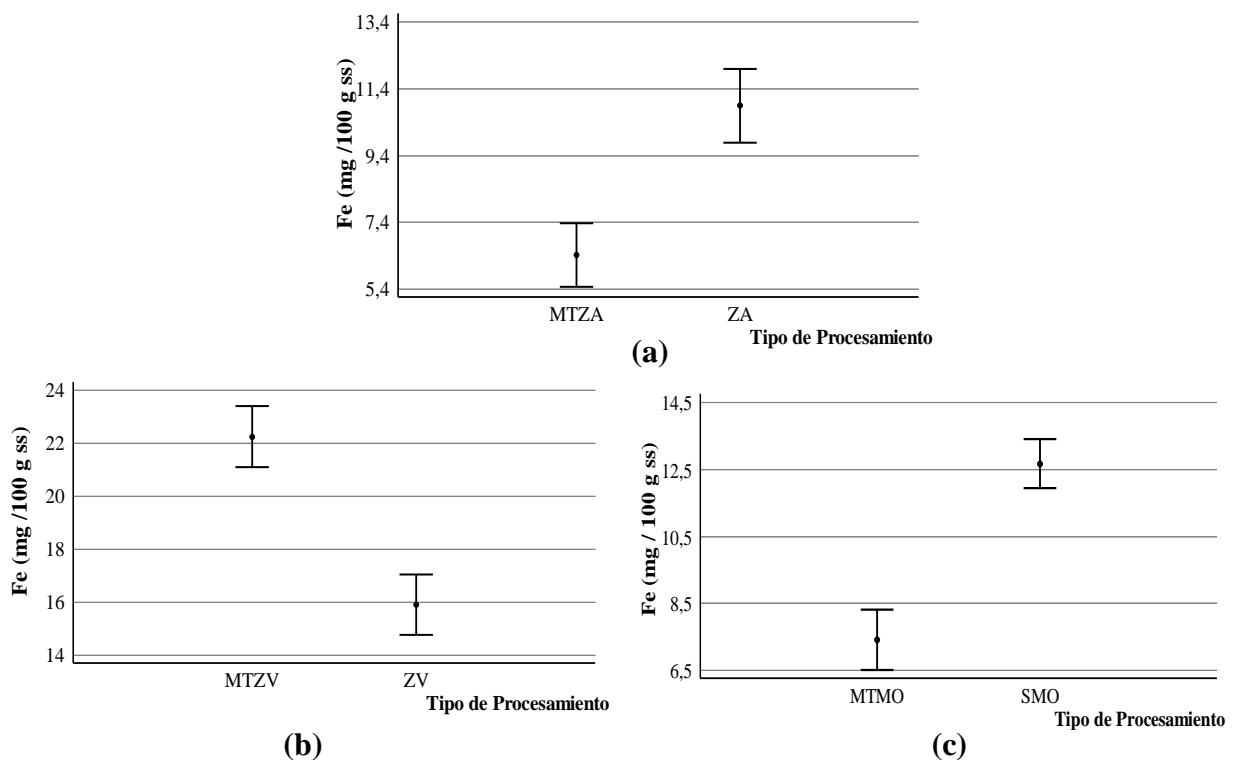 Fe (mg /100 g ss)
13,4
11,4
9,4
7,4
5,4
MTZA ZA
Tipo de Procesamiento
(a)
Fe (mg /100 g ss)
24
22
20
18
16
14
MTZV ZV
Tipo de Procesamiento
(b)
Fe (mg / 100 g ss)
14,5
12,5
10,5
8,5
6,5
MTMO SMO
Tipo de Procesamiento
(c)